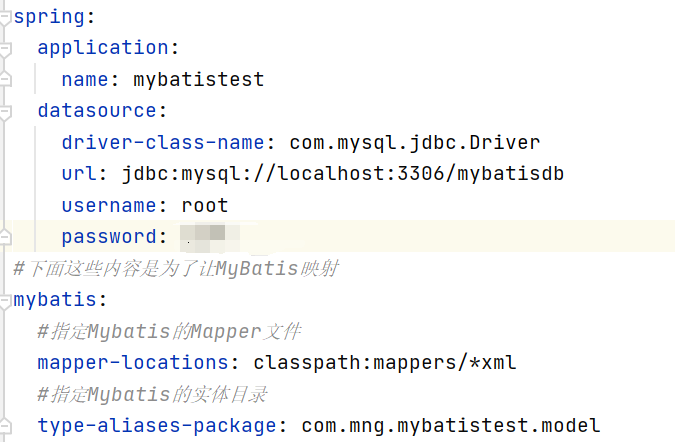 spring:
  application:
    name: mybatistest
  datasource:
    driver-class-name: com.mysql.jdbc.Driver
    url: jdbc:mysql://localhost:3306/mybatisdb
    username: root
    password:
#下面这些内容是为了让MyBatis映射
mybatis:
  #指定Mybatis的Mapper文件
  mapper-locations: classpath:mappers/*xml
  #指定Mybatis的实体目录
  type-aliases-package: com.mng.mybatistest.model